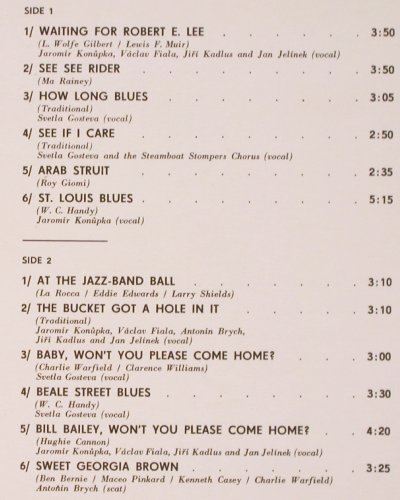 SIDE 1
1/ WAITING FOR ROBERT E. LEE . . . . . 3:50
(L. Wolfe Gilbert / Lewis F. Muir)
Jaromír Konůpka, Václav Fiala, Jiří Kadlus and Jan Jelínek (vocal)
2/ SEE SEE RIDER . . . . . . . . 3:50
(Ma Rainey)
3/ HOW LONG BLUES . . . . . . . 3:05
(Traditional)
Svetla Gosteva (vocal)
4/ SEE IF I CARE . . . . . . . . 2:50
(Traditional)
Svetla Gosteva and the Steamboat Stompers Chorus (vocal)
5/ ARAB STRUIT . . . . . . . . 2:35
(Roy Giomi)
6/ ST. LOUIS BLUES . . . . . . . . 5:15
(W. C. Handy)
Jaromír Konůpka (vocal)
SIDE 2
1/ AT THE JAZZ-BAND BALL . . . . . . 3:10
(La Rocca / Eddie Edwards / Larry Shields)
2/ THE BUCKET GOT A HOLE IN IT . . . . . 3:10
(Traditional)
Jaromír Konůpka, Václav Fiala, Antonín Brych,
Jiří Kadlus and Jan Jelínek (vocal)
3/ BABY, WON'T YOU PLEASE COME HOME? . . . 3:00
(Charlie Warfield / Clarence Williams)
Svetla Gosteva (vocal)
4/ BEALE STREET BLUES . . . . . . . 3:30
(W. C. Handy)
Svetla Gosteva (vocal)
5/ BILL BAILEY, WON'T YOU PLEASE COME HOME? . . 4:20
(Hughie Cannon)
Jaromír Konůpka, Václav Fiala, Jiří Kadlus and Jan Jelínek (vocal)
6/ SWEET GEORGIA BROWN . . . . . . 3:25
(Ben Bernie / Maceo Pinkard / Kenneth Casey / Charlie Warfield)
Antonín Brych (scat)